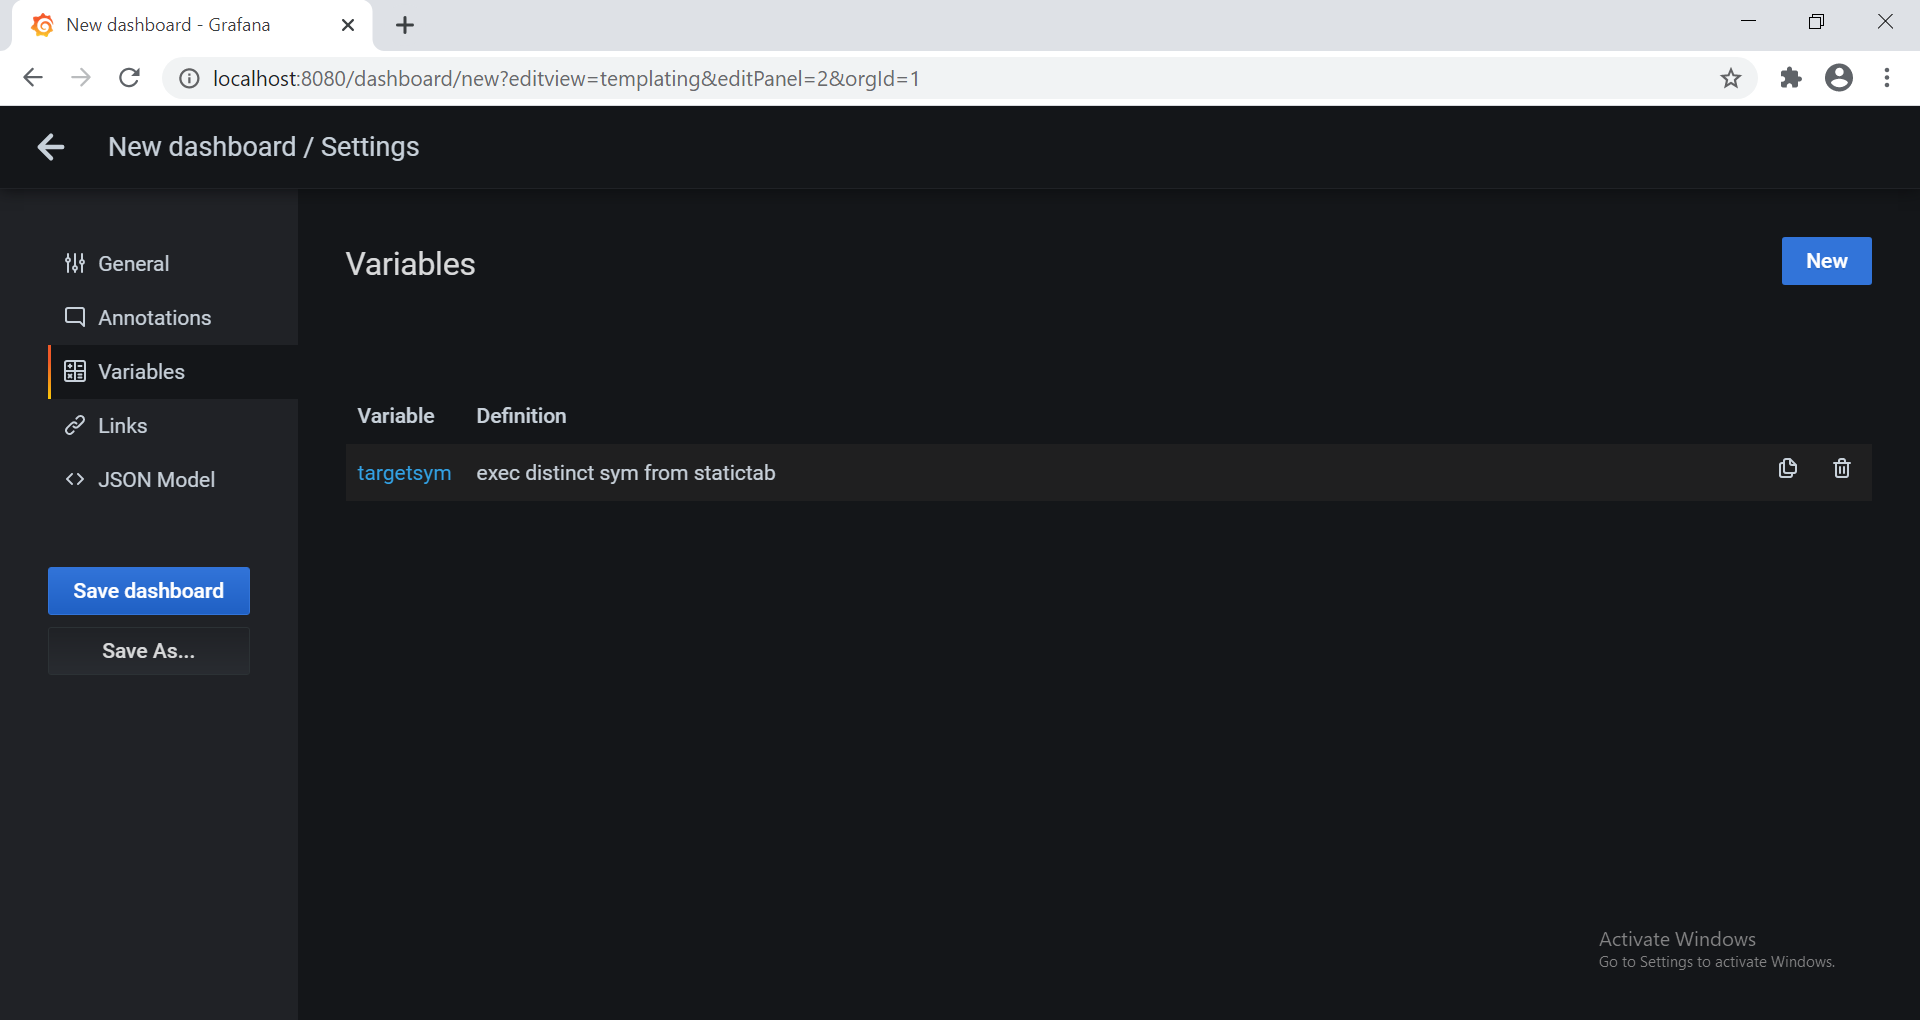 New dashboard - Grafana
localhost:8080/dashboard/new?editview=templating&editPanel=2&orgId=1
New dashboard / Settings
General
Annotations
Variables
Links
JSON Model
Save dashboard
Save As...
Variables
New
Variable Definition
targetsym exec distinct sym from statictab
Activate Windows
Go to Settings to activate Windows.